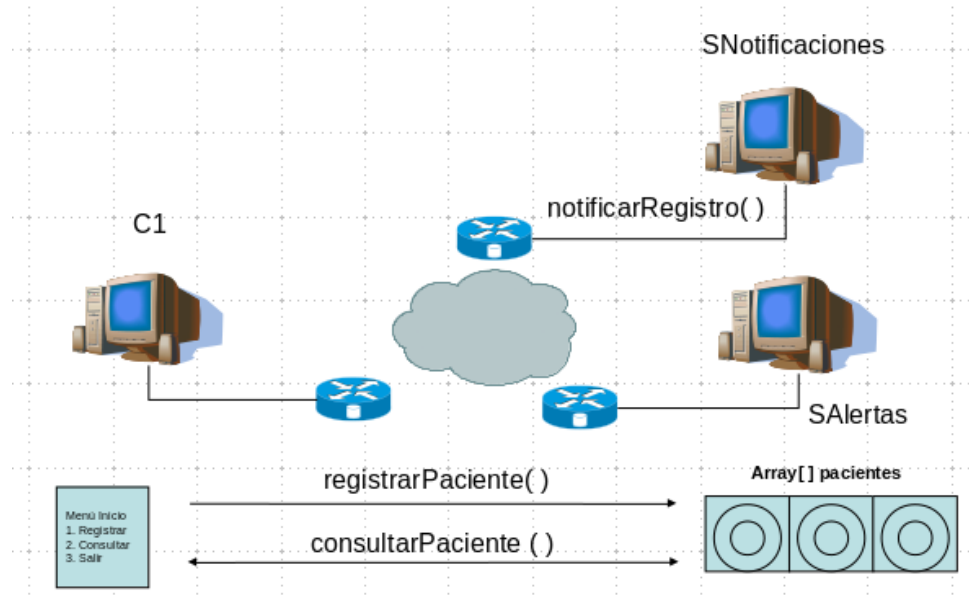 SNotificaciones
notificarRegistro( )
C1
SAlertas
registrarPaciente( )
Array[ ] pacientes
Menú Inicio
1. Registrar
2. Consultar
3. Salir
consultarPaciente ( )